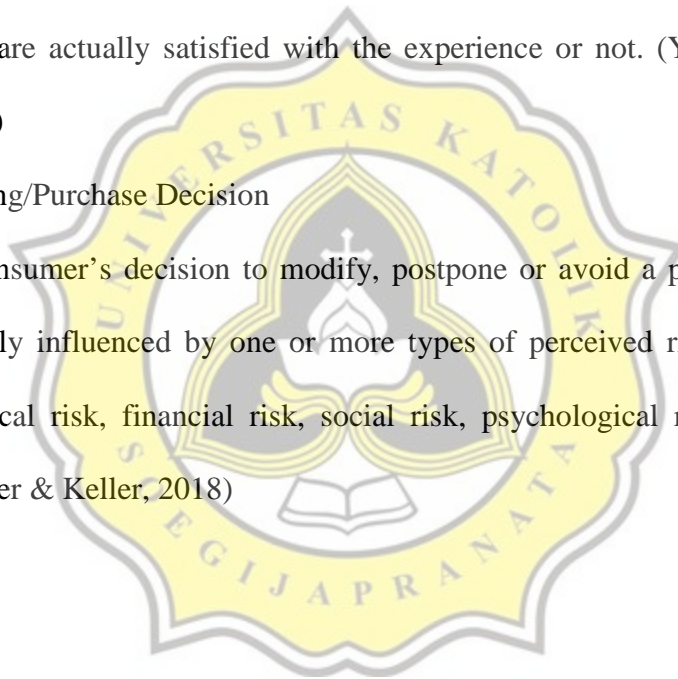 are actually satisfied with the experience or not. (Y
)
ng/Purchase Decision
nsumer’s decision to modify, postpone or avoid a p
ly influenced by one or more types of perceived r
cal risk, financial risk, social risk, psychological r
er & Keller, 2018)
UNIVERSITAS KATOLIK
SOEGIJAPRANATA